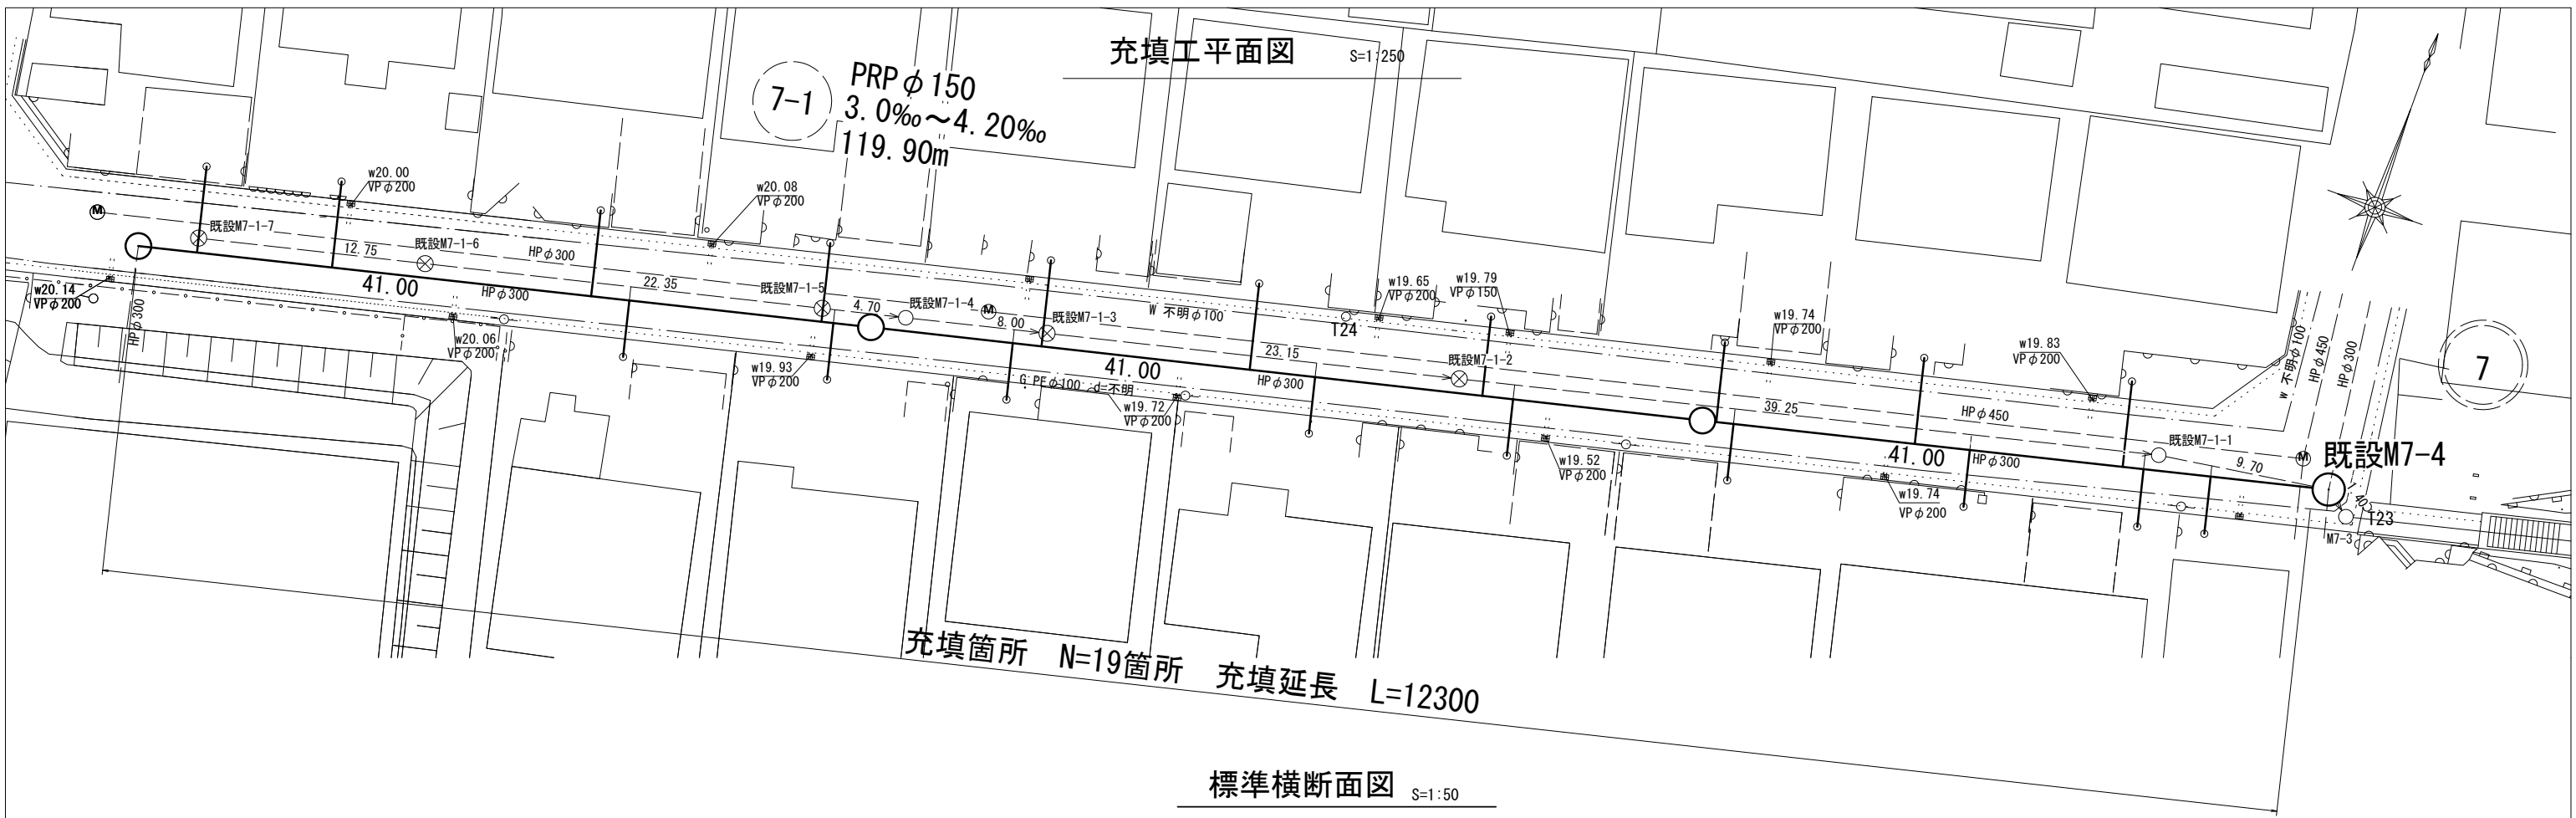 充填工平面図 S=1:250
7-1
PRPφ150
3.0‰～4.20‰
119.90m
w20.00
VPφ200
w20.08
VPφ200
M
既設M7-1-7
12.75
既設M7-1-6
HPφ300
22.35
既設M7-1-5
4.70
既設M7-1-4
M
8.00
既設M7-1-3
W 不明φ100
T24
w19.65
VPφ200
w19.79
VPφ150
w19.74
VPφ200
w19.83
VPφ200
w 不明φ100
HPφ450
HPφ300
7
w20.14
VPφ200
HPφ300
41.00
HPφ300
w20.06
VPφ200
w19.93
VPφ200
G PEφ100 d=不明
41.00
w19.72
VPφ200
23.15
HPφ300
既設M7-1-2
39.25
HPφ450
w19.52
VPφ200
41.00
HPφ300
w19.74
VPφ200
既設M7-1-1
9.70
M
既設M7-4
1.40
T23
M7-3
充填箇所 N=19箇所 充填延長 L=12300
標準横断面図 S=1:50